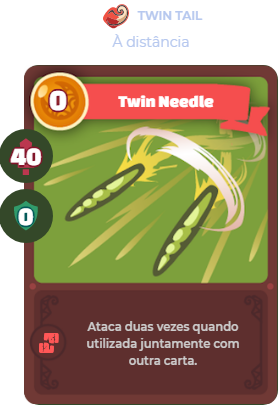 TWIN TAIL
À distância
0
Twin Needle
40
0
Ataca duas vezes quando
utilizada juntamente com
outra carta.